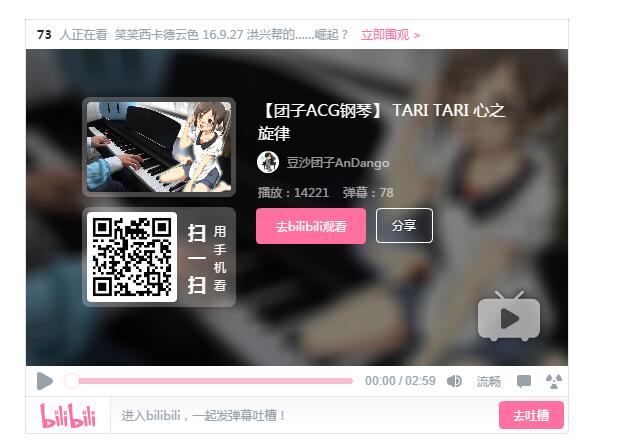 73 人正在看 笑笑西卡德云色 16.9.27 洪兴帮的……崛起？ 立即围观 >
【团子ACG钢琴】 TARI TARI 心之
旋律
豆沙团子AnDango
播放：14221 弹幕：78
去bilibili观看 分享
扫一扫
用手机看
00:00 / 02:59 流畅
bilibili 进入bilibili，一起发弹幕吐槽！ 去吐槽